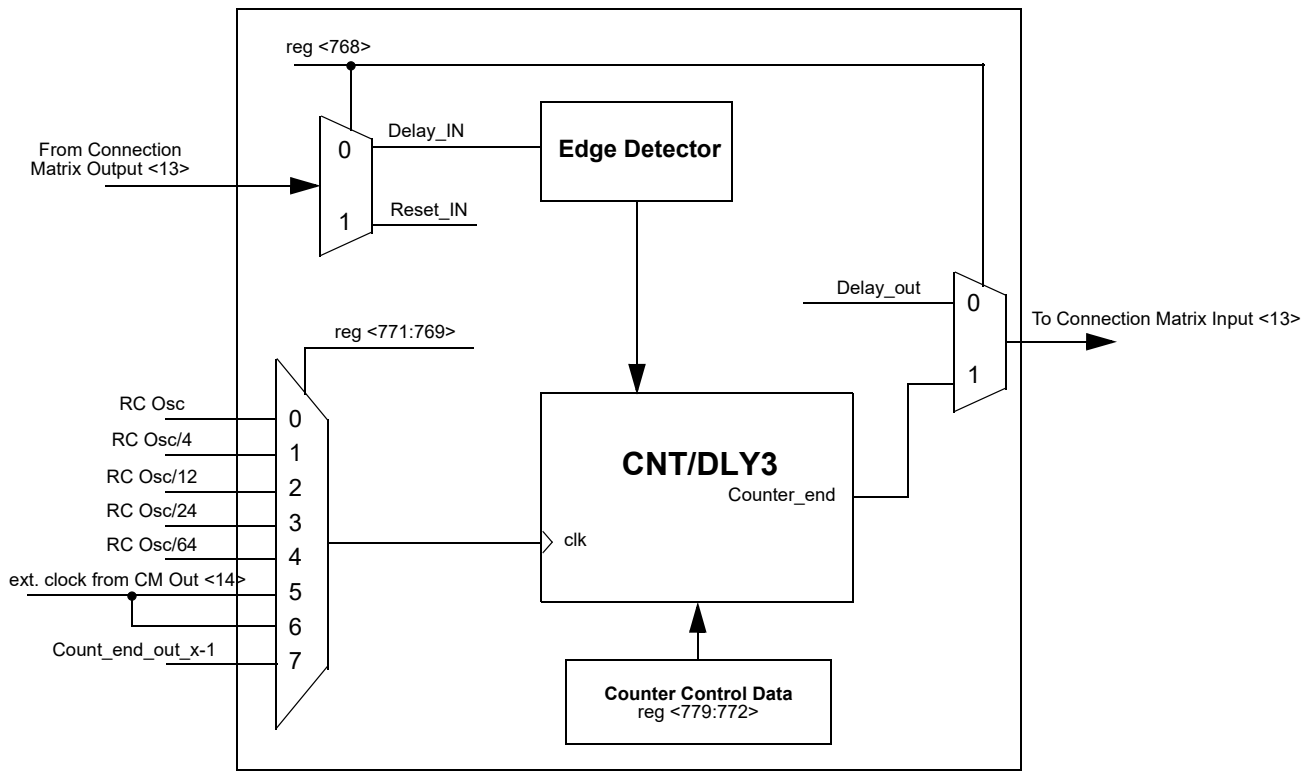 reg <768>
From Connection
Matrix Output <13>
0
1
Delay_IN
Reset_IN
Edge Detector
Delay_out
0
1
To Connection Matrix Input <13>
reg <771:769>
RC Osc
RC Osc/4
RC Osc/12
RC Osc/24
RC Osc/64
ext. clock from CM Out <14>
Count_end_out_x-1
0
1
2
3
4
5
6
7
CNT/DLY3
Counter_end
clk
Counter Control Data
reg <779:772>